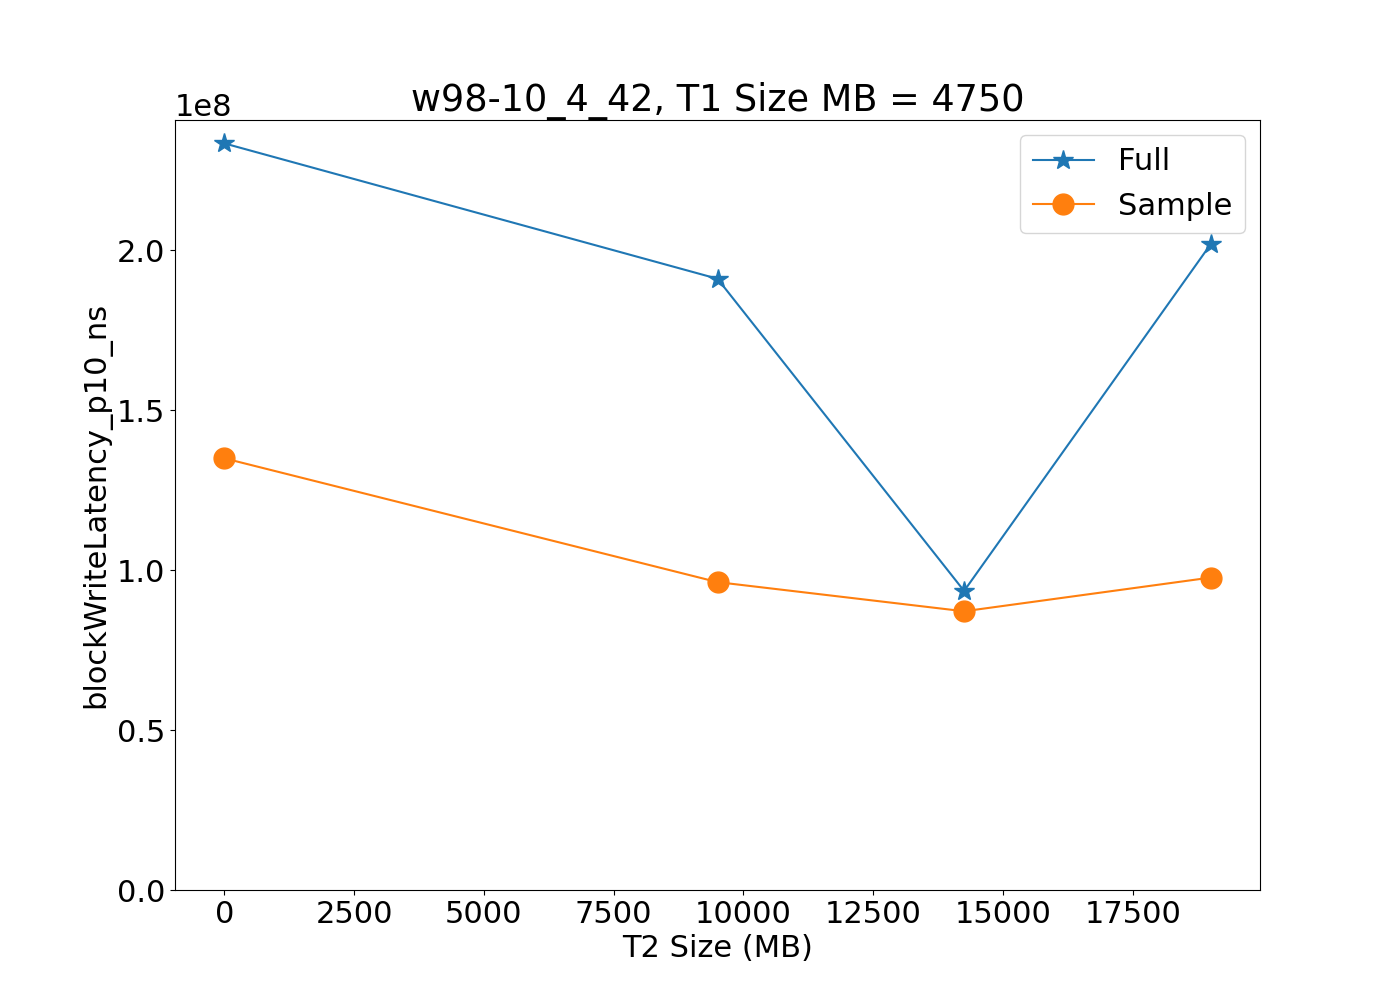 w98-10_4_42, T1 Size MB = 4750
1e8
Full
Sample
2.0
1.5
1.0
0.5
0.0
blockWriteLatency_p10_ns
0 2500 5000 7500 10000 12500 15000 17500
T2 Size (MB)